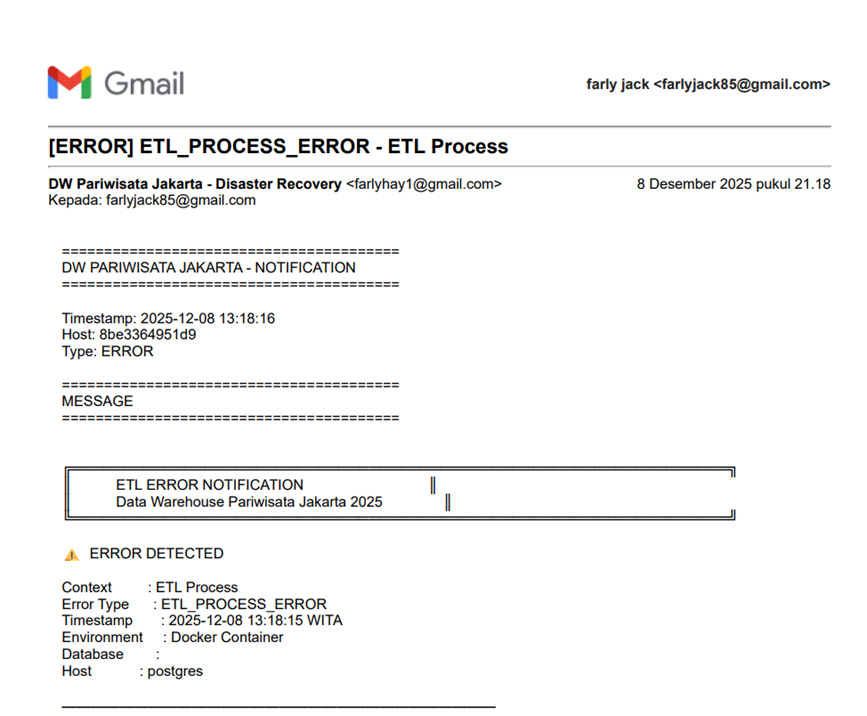 Gmail
farly jack <farlyjack85@gmail.com>
[ERROR] ETL_PROCESS_ERROR - ETL Process
DW Pariwisata Jakarta - Disaster Recovery <farlyhay1@gmail.com> 8 Desember 2025 pukul 21.18
Kepada: farlyjack85@gmail.com
========================================
DW PARIWISATA JAKARTA - NOTIFICATION
========================================
Timestamp: 2025-12-08 13:18:16
Host: 8be3364951d9
Type: ERROR
========================================
MESSAGE
========================================
ETL ERROR NOTIFICATION
Data Warehouse Pariwisata Jakarta 2025
⚠ ERROR DETECTED
Context : ETL Process
Error Type : ETL_PROCESS_ERROR
Timestamp : 2025-12-08 13:18:15 WITA
Environment : Docker Container
Database :
Host : postgres